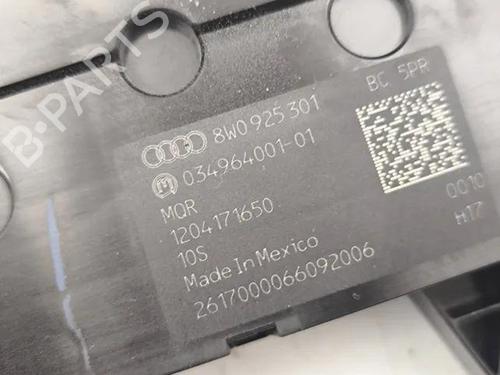 B-PARTS
8W0 925 301
BC 5PR
034964001-01
MQR
1204171650
10S
Made in Mexico
2617000066092006
0010
H17